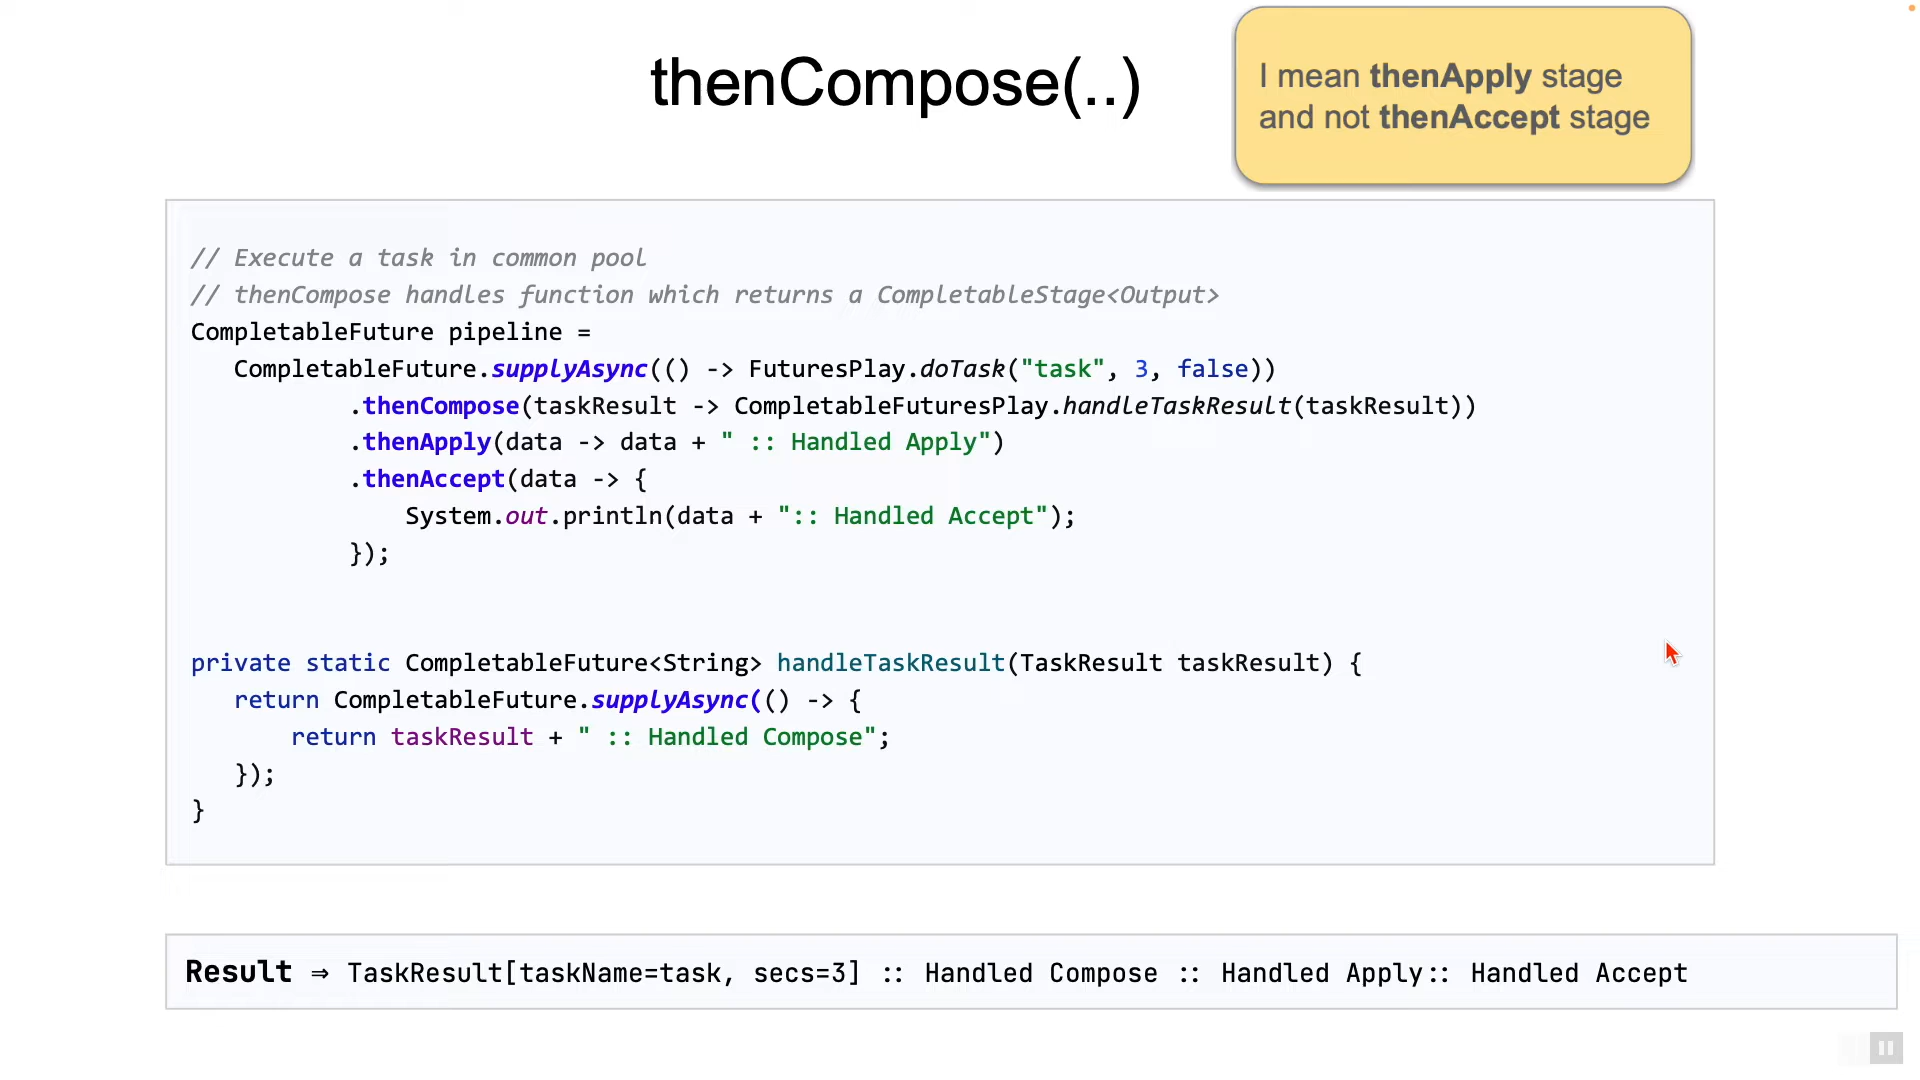 thenCompose(..)
I mean thenApply stage
and not thenAccept stage
// Execute a task in common pool
// thenCompose handles function which returns a CompletableStage<Output>
CompletableFuture pipeline =
CompletableFuture.supplyAsync(() -> FuturesPlay.doTask("task", 3, false))
.thenCompose(taskResult -> CompletableFuturesPlay.handleTaskResult(taskResult))
.thenApply(data -> data + " :: Handled Apply")
.thenAccept(data -> {
System.out.println(data + ":: Handled Accept");
});
private static CompletableFuture<String> handleTaskResult(TaskResult taskResult) {
return CompletableFuture.supplyAsync(() -> {
return taskResult + " :: Handled Compose";
});
}
Result ⇒ TaskResult[taskName=task, secs=3] :: Handled Compose :: Handled Apply:: Handled Accept